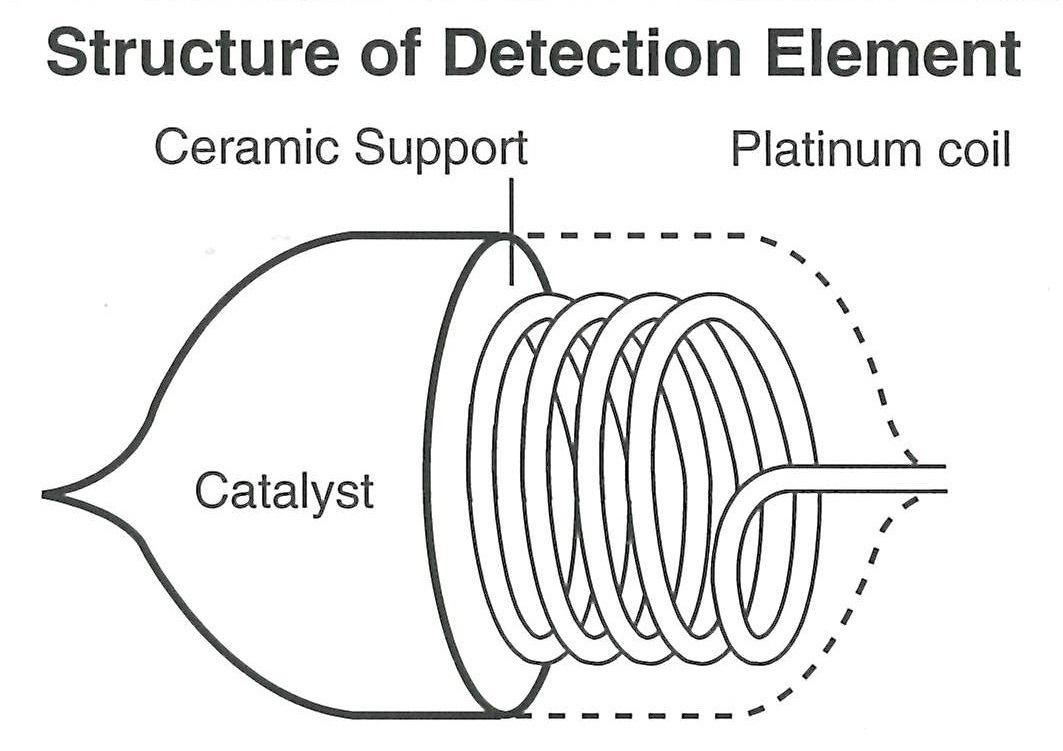 Structure of Detection Element
Ceramic Support
Platinum coil
Catalyst